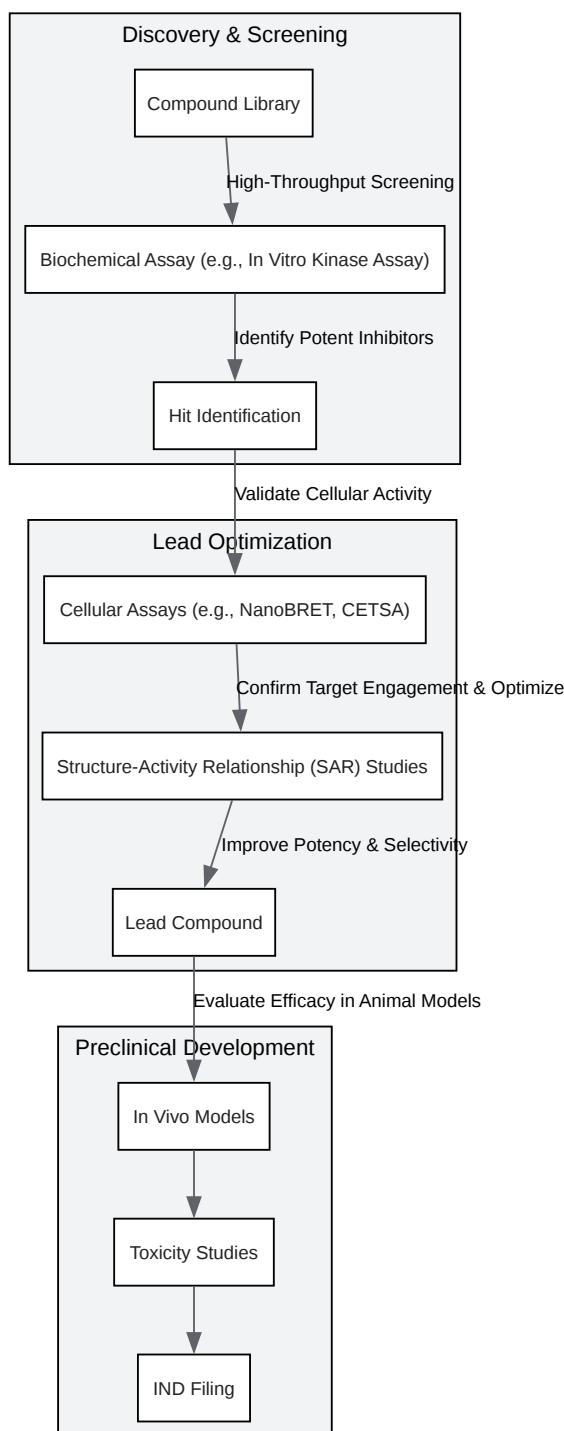 Discovery & Screening
Compound Library
High-Throughput Screening
Biochemical Assay (e.g., In Vitro Kinase Assay)
Identify Potent Inhibitors
Hit Identification
Validate Cellular Activity
Lead Optimization
Cellular Assays (e.g., NanoBRET, CETSA)
Confirm Target Engagement & Optimize
Structure-Activity Relationship (SAR) Studies
Improve Potency & Selectivity
Lead Compound
Evaluate Efficacy in Animal Models
Preclinical Development
In Vivo Models
Toxicity Studies
IND Filing